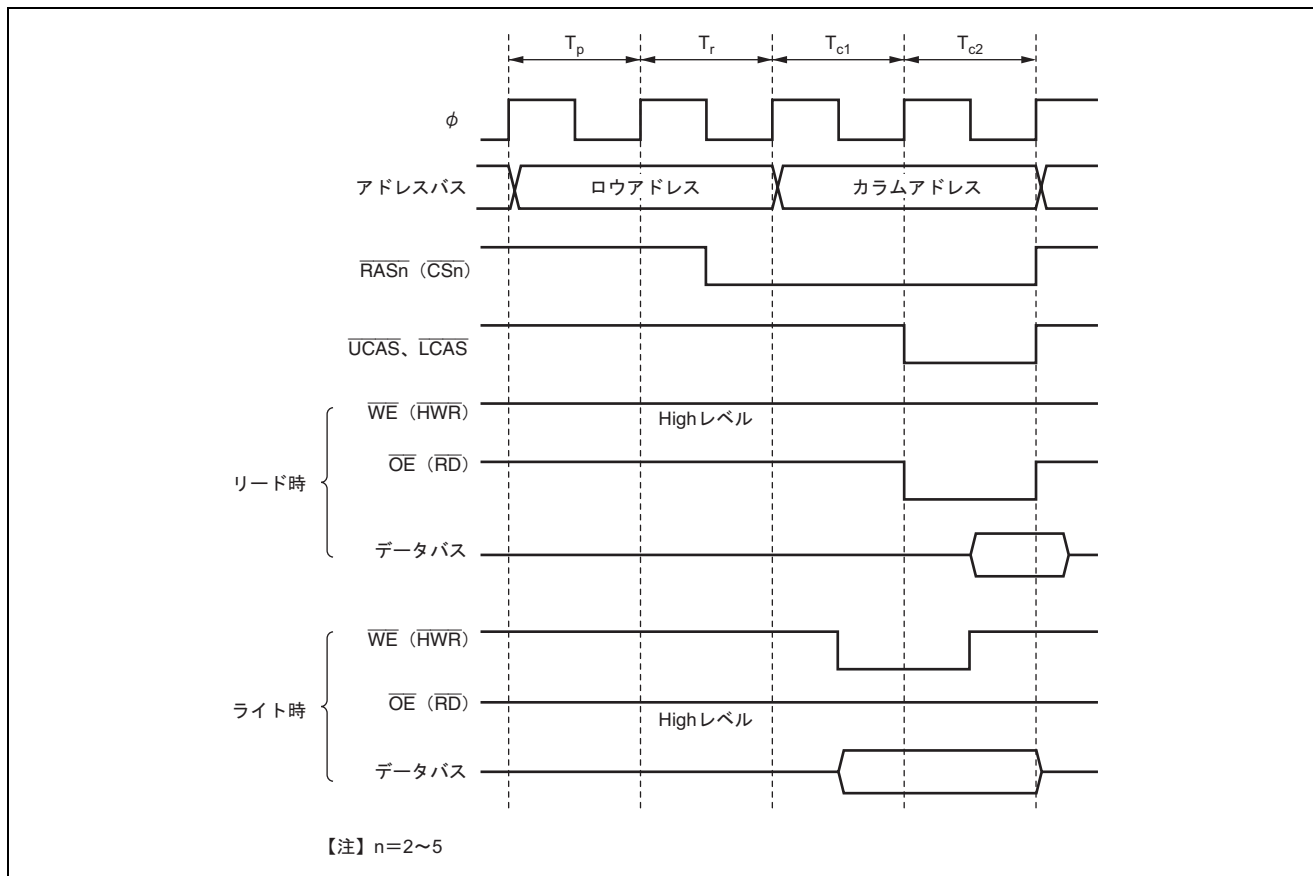 Tp Tr Tc1 Tc2
φ
アドレスバス ロウアドレス カラムアドレス
RASn（CSn）
UCAS、LCAS
リード時
WE（HWR） Highレベル
OE（RD）
データバス
ライト時
WE（HWR）
OE（RD） Highレベル
データバス
【注】n＝2～5